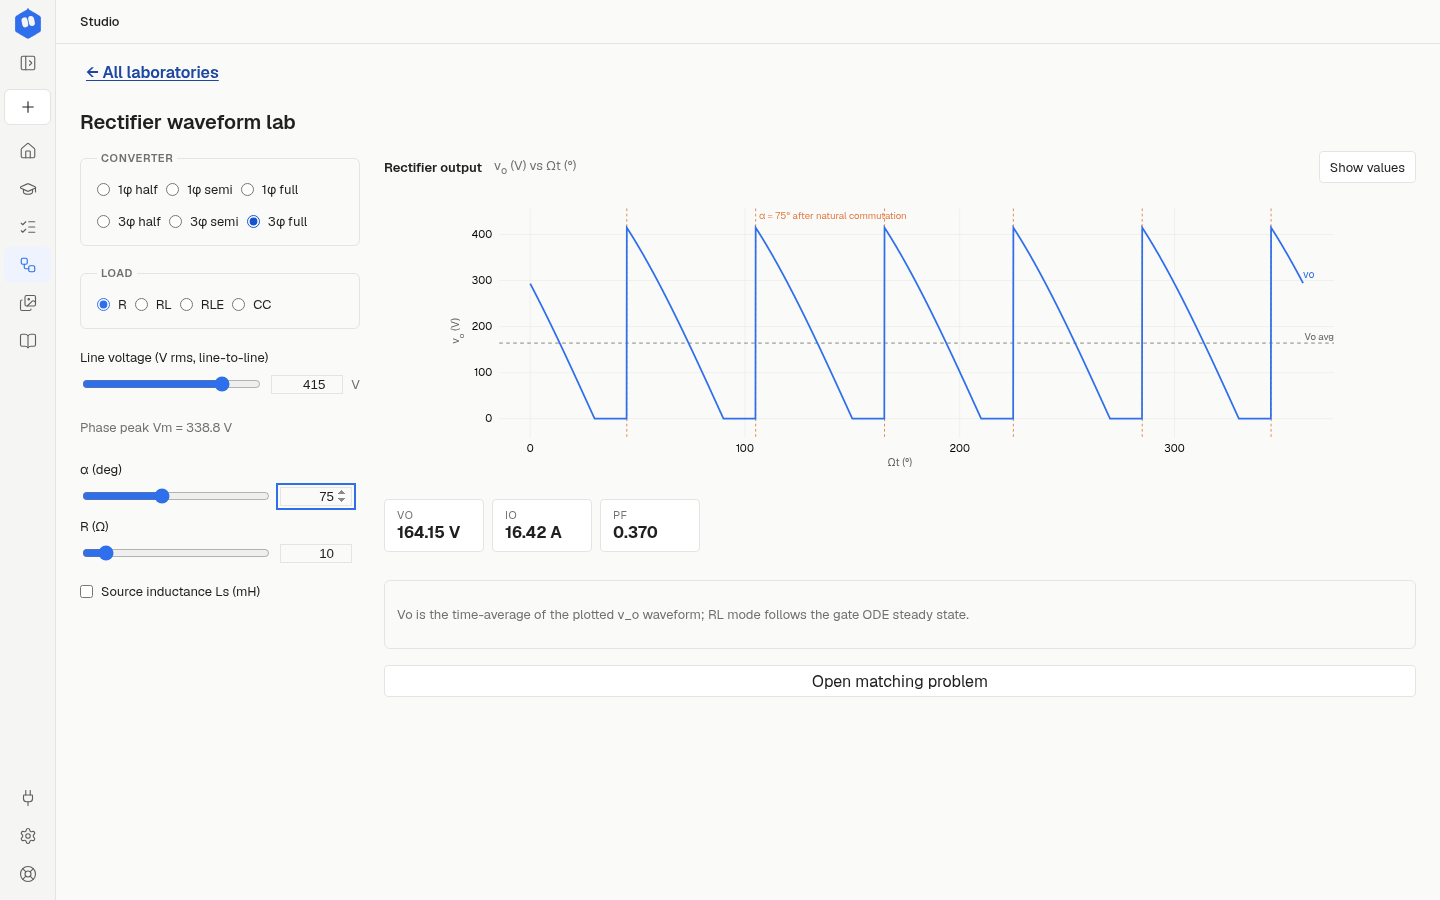 Studio
← All laboratories
Rectifier waveform lab
CONVERTER
1φ half 1φ semi 1φ full
3φ half 3φ semi 3φ full
LOAD
R RL RLE CC
Line voltage (V rms, line-to-line)
415 V
Phase peak Vm = 338.8 V
α (deg)
75
R (Ω)
10
Source inductance Ls (mH)
Rectifier output vo (V) vs Ωt (°)
Show values
α = 75° after natural commutation
400
300
200
100
0
vo (V)
vo
Vo avg
0 100 200 300
Ωt (°)
VO
164.15 V
IO
16.42 A
PF
0.370
Vo is the time-average of the plotted v_o waveform; RL mode follows the gate ODE steady state.
Open matching problem